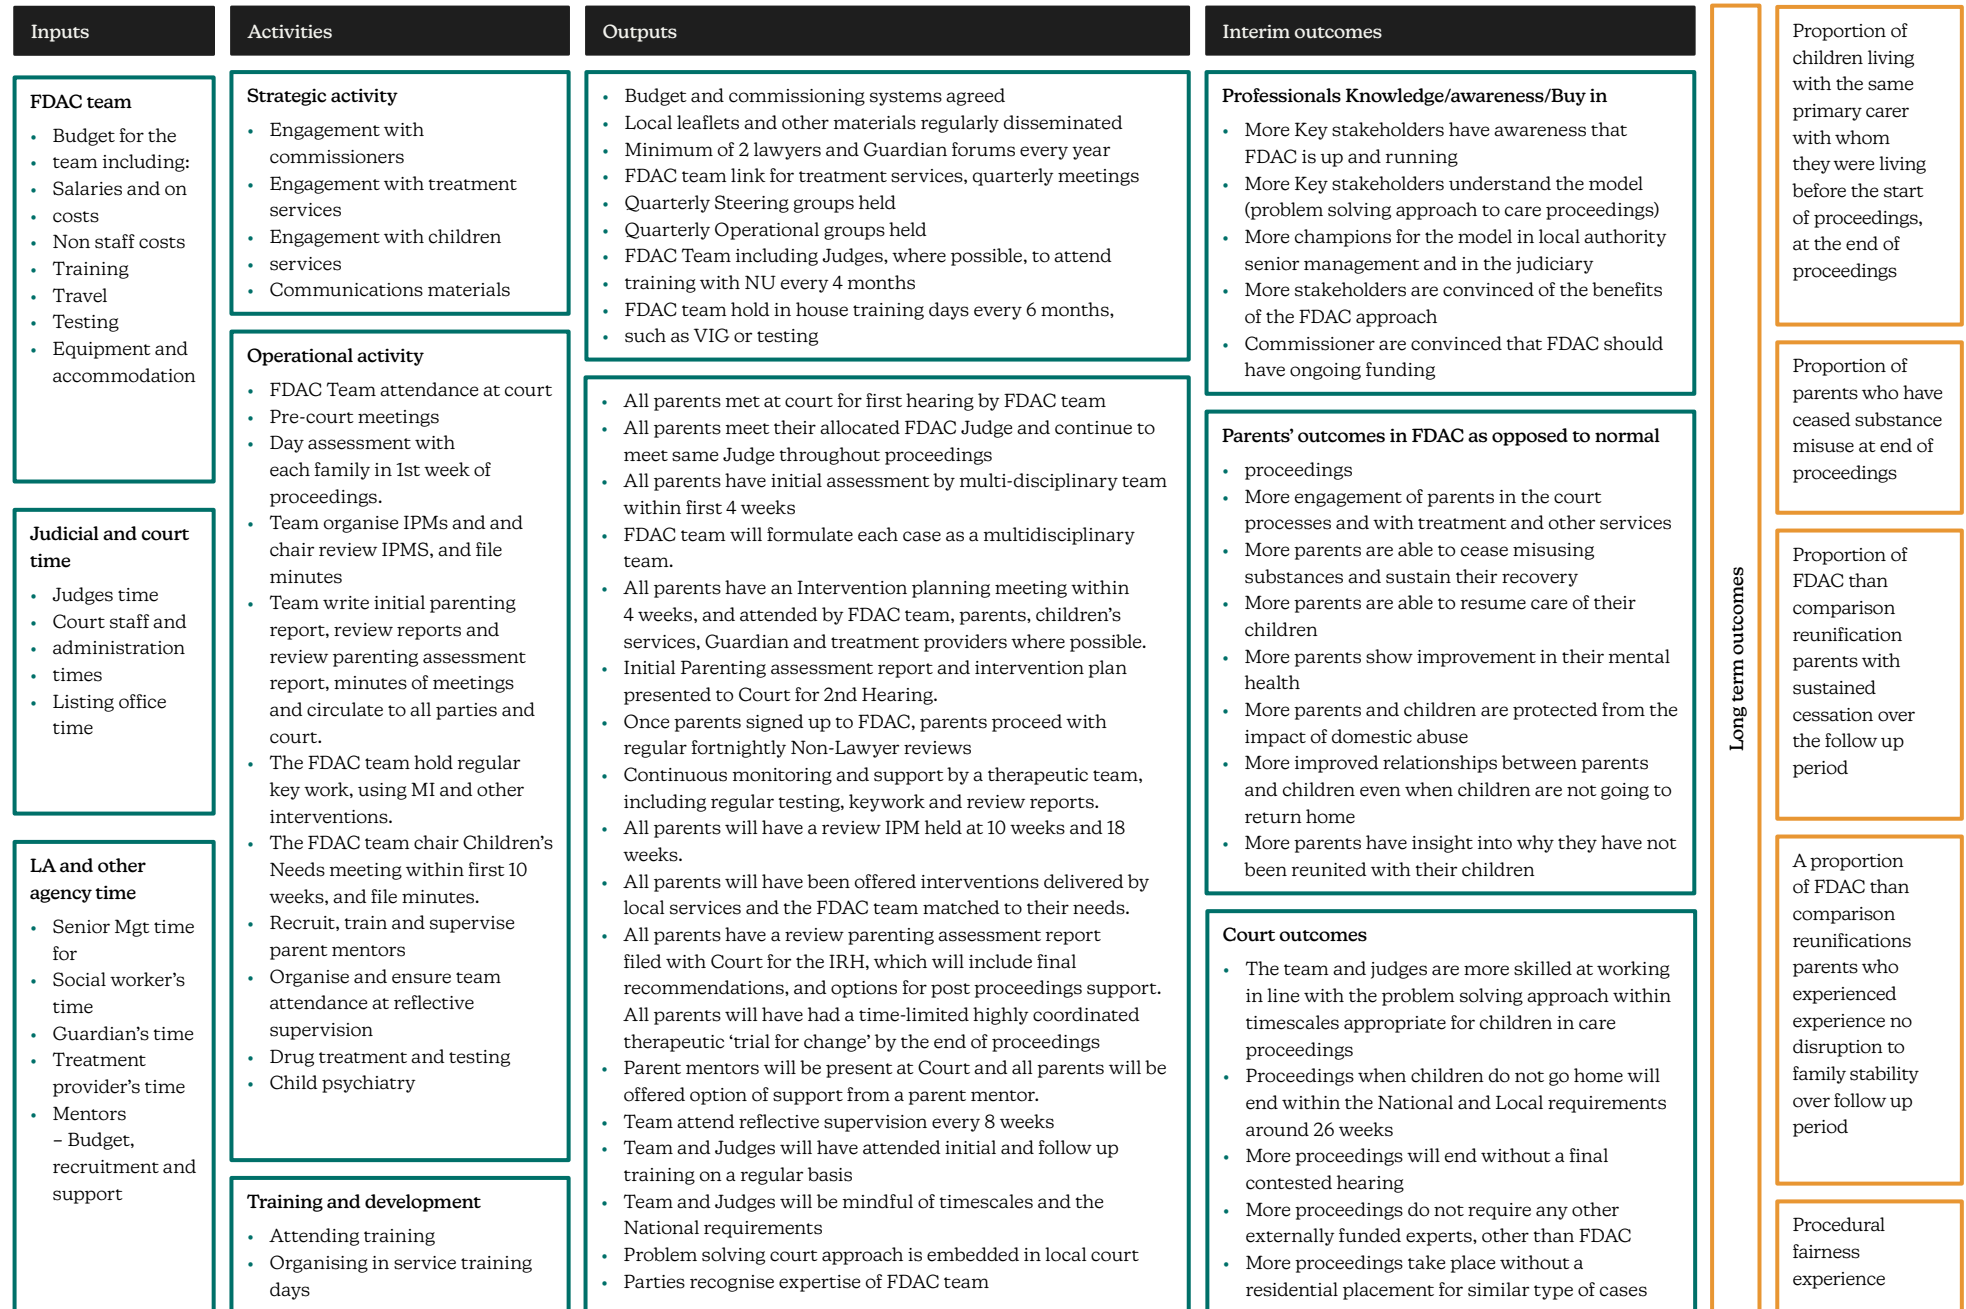 Inputs
FDAC team
• Budget for the
• team including:
• Salaries and on
• costs
• Non staff costs
• Training
• Travel
• Testing
• Equipment and
accommodation
Judicial and court
time
• Judges time
• Court staff and
• administration
• times
• Listing office
time
LA and other
agency time
• Senior Mgt time
for
• Social worker’s
time
• Guardian’s time
• Treatment
provider’s time
• Mentors
– Budget,
recruitment and
support
Activities
Strategic activity
• Engagement with
commissioners
• Engagement with treatment
services
• Engagement with children
• services
• Communications materials
Operational activity
• FDAC Team attendance at court
• Pre-court meetings
• Day assessment with
each family in 1st week of
proceedings.
• Team organise IPMs and and
chair review IPMS, and file
minutes
• Team write initial parenting
report, review reports and
review parenting assessment
report, minutes of meetings
and circulate to all parties and
court.
• The FDAC team hold regular
key work, using MI and other
interventions.
• The FDAC team chair Children’s
Needs meeting within first 10
weeks, and file minutes.
• Recruit, train and supervise
parent mentors
• Organise and ensure team
attendance at reflective
supervision
• Drug treatment and testing
• Child psychiatry
Training and development
• Attending training
• Organising in service training
days
Outputs
• Budget and commissioning systems agreed
• Local leaflets and other materials regularly disseminated
• Minimum of 2 lawyers and Guardian forums every year
• FDAC team link for treatment services, quarterly meetings
• Quarterly Steering groups held
• Quarterly Operational groups held
• FDAC Team including Judges, where possible, to attend
• training with NU every 4 months
• FDAC team hold in house training days every 6 months,
• such as VIG or testing
• All parents met at court for first hearing by FDAC team
• All parents meet their allocated FDAC Judge and continue to
meet same Judge throughout proceedings
• All parents have initial assessment by multi-disciplinary team
within first 4 weeks
• FDAC team will formulate each case as a multidisciplinary
team.
• All parents have an Intervention planning meeting within
4 weeks, and attended by FDAC team, parents, children’s
services, Guardian and treatment providers where possible.
• Initial Parenting assessment report and intervention plan
presented to Court for 2nd Hearing.
• Once parents signed up to FDAC, parents proceed with
regular fortnightly Non-Lawyer reviews
• Continuous monitoring and support by a therapeutic team,
including regular testing, keywork and review reports.
• All parents will have a review IPM held at 10 weeks and 18
weeks.
• All parents will have been offered interventions delivered by
local services and the FDAC team matched to their needs.
• All parents have a review parenting assessment report
filed with Court for the IRH, which will include final
recommendations, and options for post proceedings support.
All parents will have had a time-limited highly coordinated
therapeutic ‘trial for change’ by the end of proceedings
• Parent mentors will be present at Court and all parents will be
offered option of support from a parent mentor.
• Team attend reflective supervision every 8 weeks
• Team and Judges will have attended initial and follow up
training on a regular basis
• Team and Judges will be mindful of timescales and the
National requirements
• Problem solving court approach is embedded in local court
• Parties recognise expertise of FDAC team
Interim outcomes
Professionals Knowledge/awareness/Buy in
• More Key stakeholders have awareness that
FDAC is up and running
• More Key stakeholders understand the model
(problem solving approach to care proceedings)
• More champions for the model in local authority
senior management and in the judiciary
• More stakeholders are convinced of the benefits
of the FDAC approach
• Commissioner are convinced that FDAC should
have ongoing funding
Parents’ outcomes in FDAC as opposed to normal
• proceedings
• More engagement of parents in the court
processes and with treatment and other services
• More parents are able to cease misusing
substances and sustain their recovery
• More parents are able to resume care of their
children
• More parents show improvement in their mental
health
• More parents and children are protected from the
impact of domestic abuse
• More improved relationships between parents
and children even when children are not going to
return home
• More parents have insight into why they have not
been reunited with their children
Court outcomes
• The team and judges are more skilled at working
in line with the problem solving approach within
timescales appropriate for children in care
proceedings
• Proceedings when children do not go home will
end within the National and Local requirements
around 26 weeks
• More proceedings will end without a final
contested hearing
• More proceedings do not require any other
externally funded experts, other than FDAC
• More proceedings take place without a
residential placement for similar type of cases
Long term outcomes
Proportion of
children living
with the same
primary carer
with whom
they were living
before the start
of proceedings,
at the end of
proceedings
Proportion of
parents who have
ceased substance
misuse at end of
proceedings
Proportion of
FDAC than
comparison
reunification
parents with
sustained
cessation over
the follow up
period
A proportion
of FDAC than
comparison
reunifications
parents who
experienced
experience no
disruption to
family stability
over follow up
period
Procedural
fairness
experience